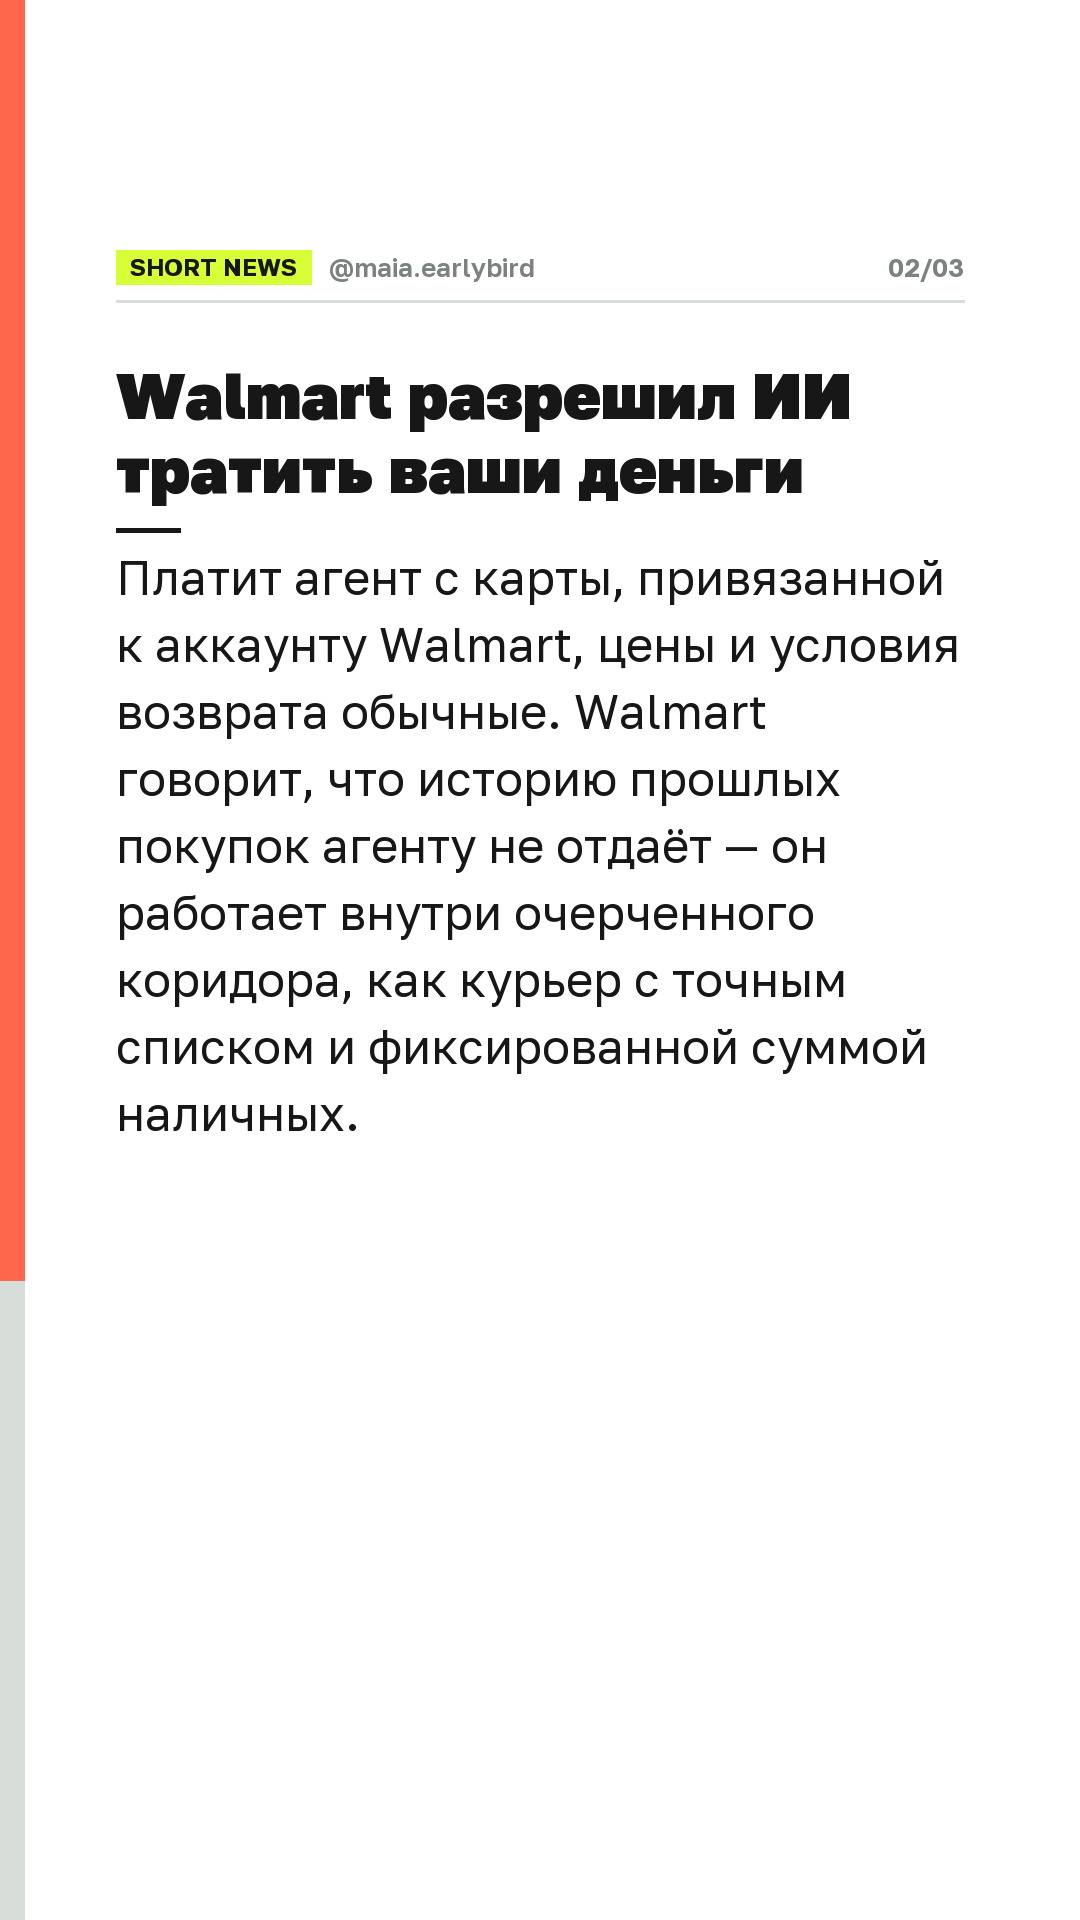 SHORT NEWS @maia.earlybird 02/03
Walmart разрешил ИИ
тратить ваши деньги
Платит агент с карты, привязанной
к аккаунту Walmart, цены и условия
возврата обычные. Walmart
говорит, что историю прошлых
покупок агенту не отдаёт — он
работает внутри очерченного
коридора, как курьер с точным
списком и фиксированной суммой
наличных.